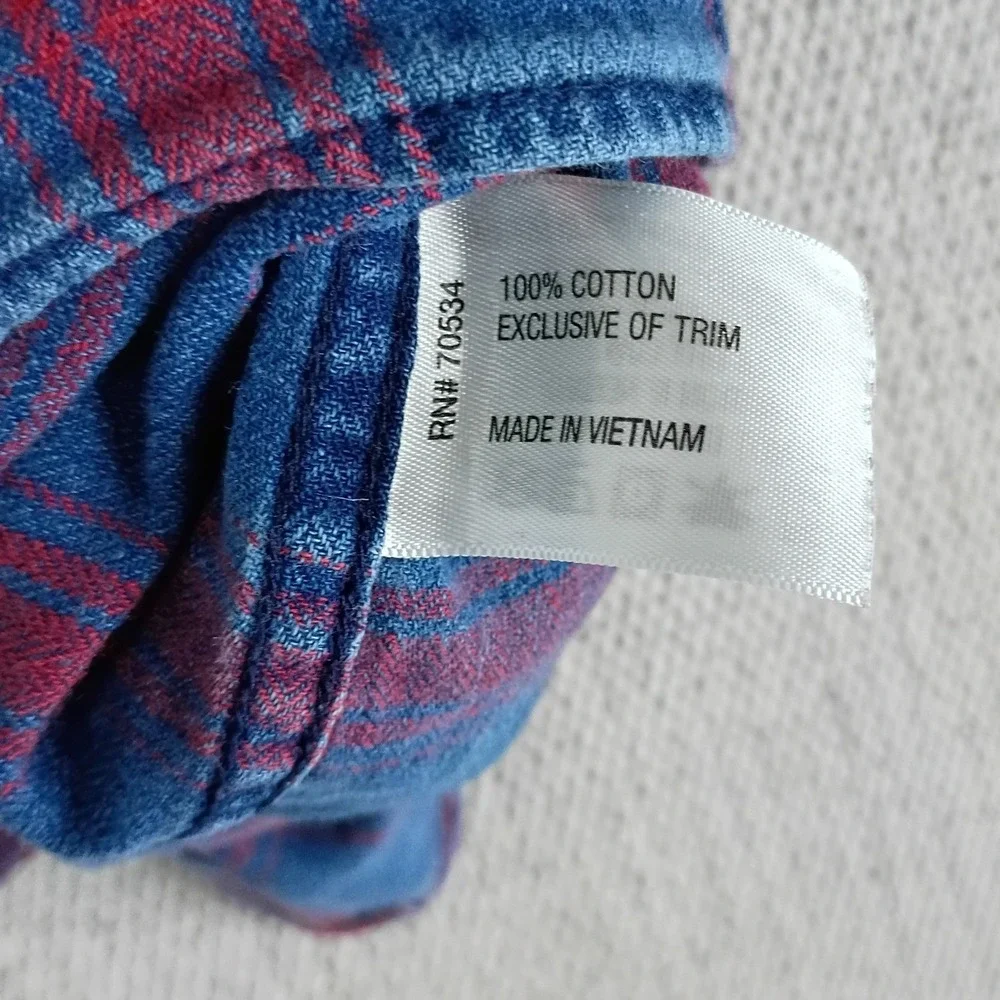 100% COTTON
EXCLUSIVE OF TRIM
MADE IN VIETNAM
RN# 70534